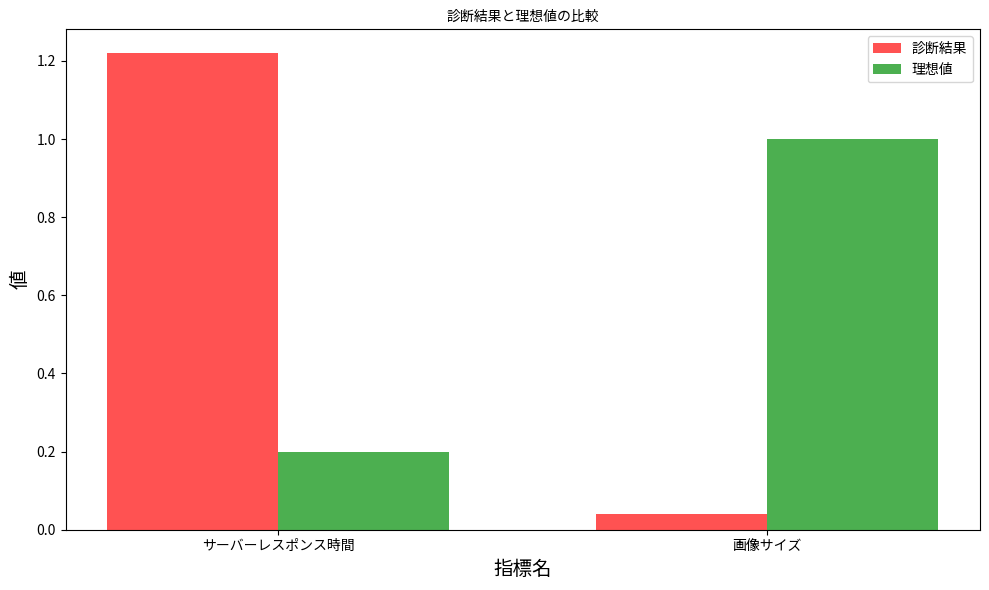 診断結果と理想値の比較
診断結果
理想値
値
1.2
1.0
0.8
0.6
0.4
0.2
0.0
サーバーレスポンス時間
画像サイズ
指標名